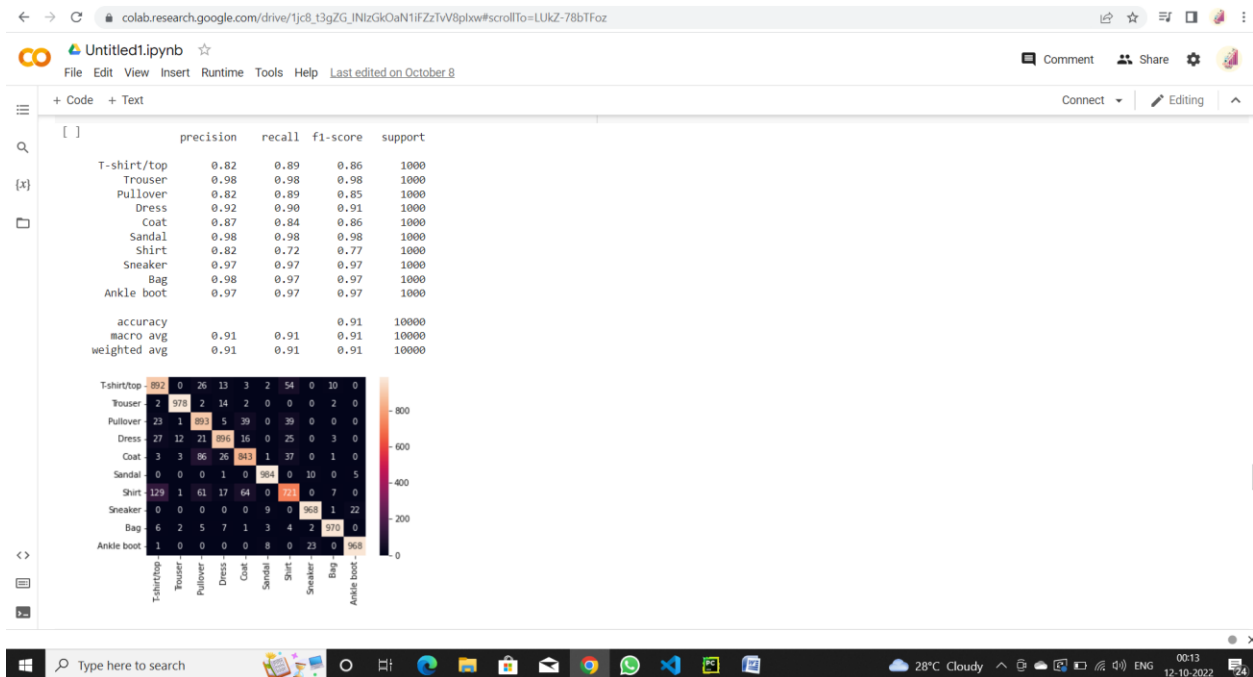 colab.research.google.com/drive/1jc8_t3gZG_INIzGkOaN1iFZzTvV8pIxw#scrollTo=LUkZ-78bTFoz
CO Untitled1.ipynb
File Edit View Insert Runtime Tools Help Last edited on October 8
Comment Share
+ Code + Text Connect Editing
[ ] precision recall f1-score support
T-shirt/top 0.82 0.89 0.86 1000
Trouser 0.98 0.98 0.98 1000
{x}
Pullover 0.82 0.89 0.85 1000
Dress 0.92 0.90 0.91 1000
Coat 0.87 0.84 0.86 1000
Sandal 0.98 0.98 0.98 1000
Shirt 0.82 0.72 0.77 1000
Sneaker 0.97 0.97 0.97 1000
Bag 0.98 0.97 0.97 1000
Ankle boot 0.97 0.97 0.97 1000
accuracy 0.91 10000
macro avg 0.91 0.91 0.91 10000
weighted avg 0.91 0.91 0.91 10000
T-shirt/top 892 0 26 13 3 2 54 0 10 0
Trouser 2 978 2 14 2 0 0 0 2 0
Pullover 23 1 893 5 39 0 39 0 0 0
Dress 27 12 21 896 16 0 25 0 3 0
Coat 3 3 86 26 843 1 37 0 1 0
Sandal 0 0 0 1 0 984 0 10 0 5
Shirt 129 1 61 17 64 0 721 0 7 0
Sneaker 0 0 0 0 0 9 0 968 1 22
Bag 6 2 5 7 1 3 4 2 970 0
Ankle boot 1 0 0 0 0 8 0 23 0 968
800
600
400
200
0
T-shirt/top
Trouser
Pullover
Dress
Coat
Sandal
Shirt
Sneaker
Bag
Ankle boot
Type here to search
28°C Cloudy ENG 00:13
12-10-2022
24